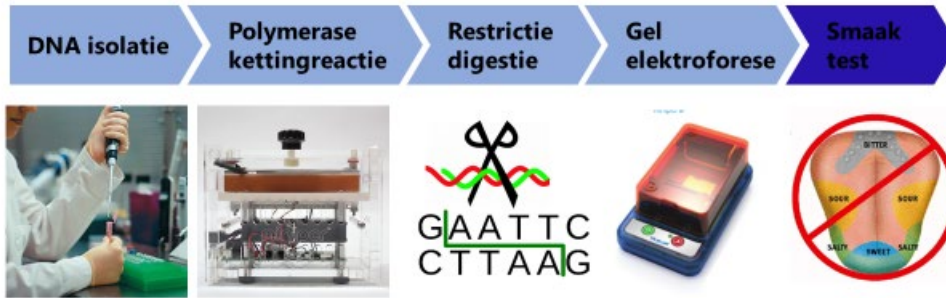 DNA isolatie
Polymerase
kettingreactie
Restrictie
digestie
Gel
elektroforese
Smaak
test
GAATTC
CTTAAG
BITTER
SOUR
SOUR
SALTY
SALTY
SWEET